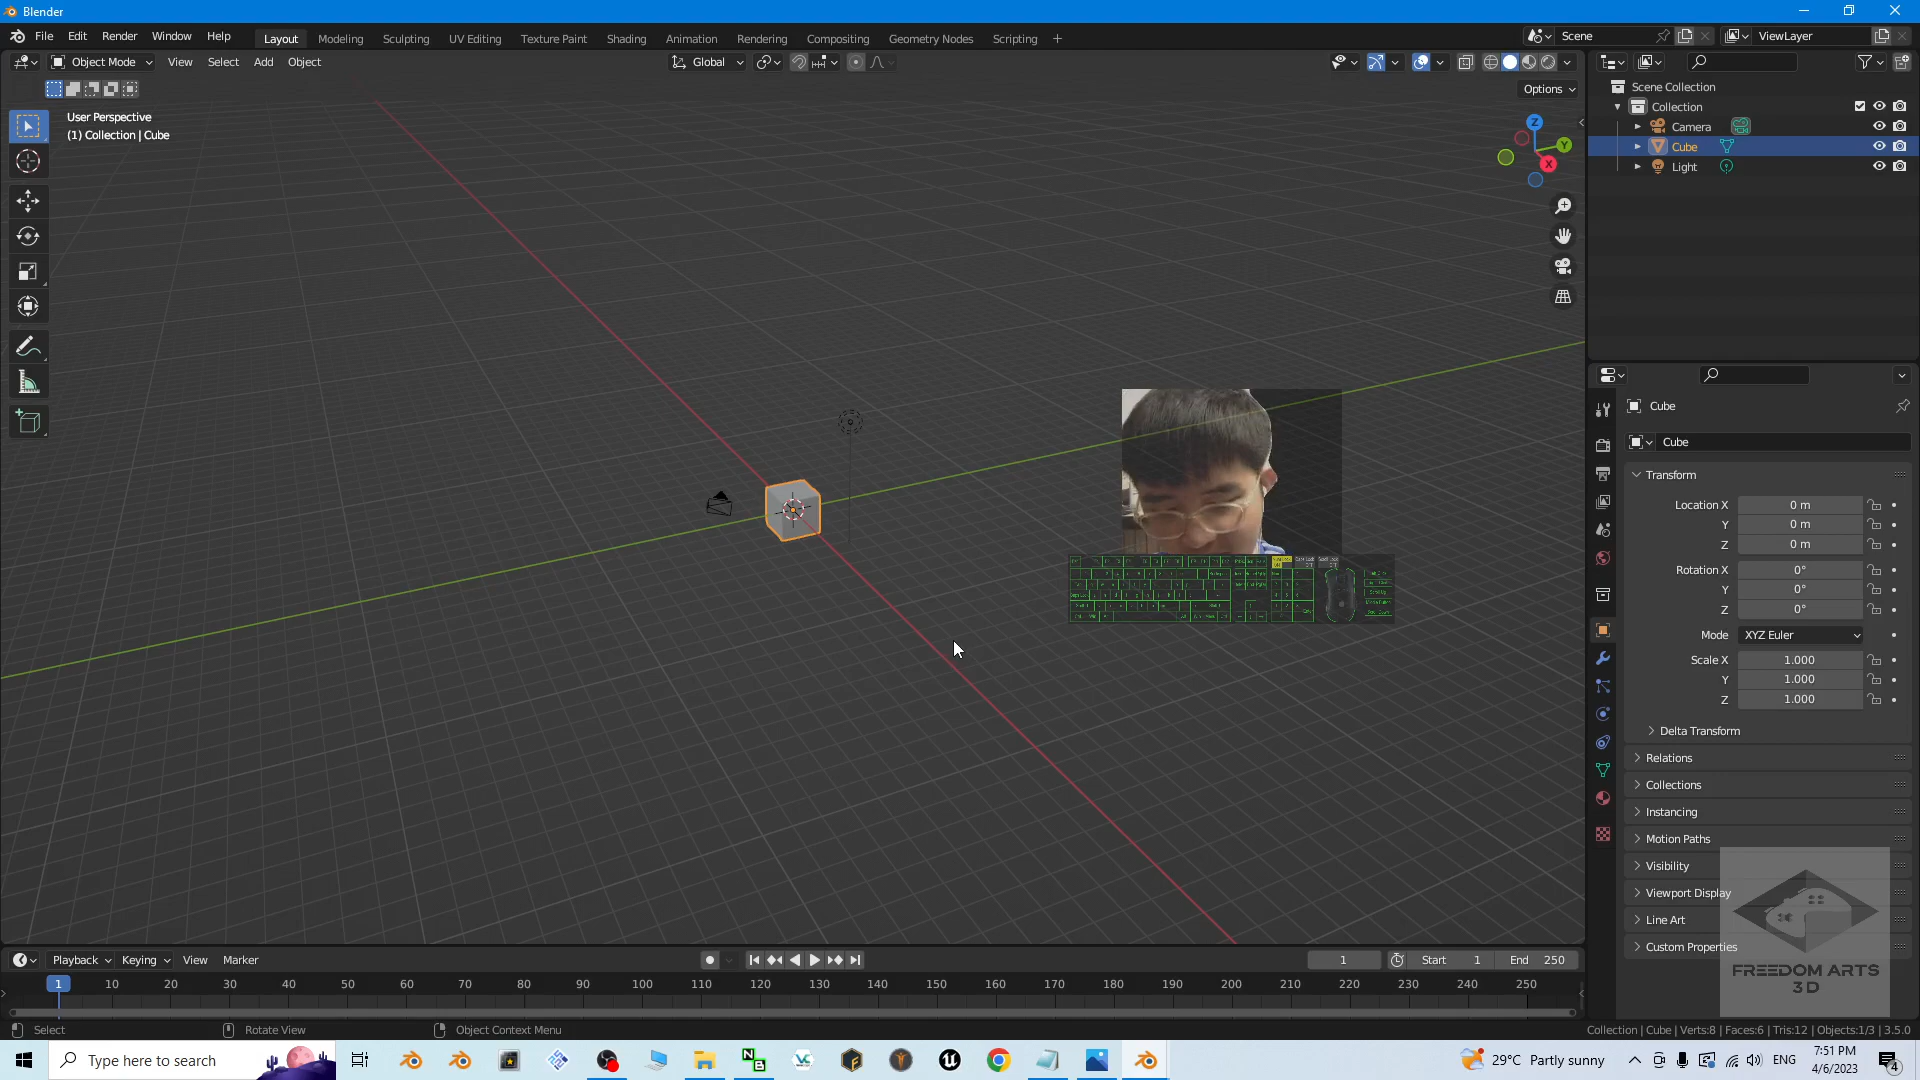 Blender
File Edit Render Window Help Layout Modeling Sculpting UV Editing Texture Paint Shading Animation Rendering Compositing Geometry Nodes Scripting + Scene ViewLayer
Object Mode View Select Add Object Global
Options
User Perspective
(1) Collection | Cube
Z
Y
X
Scene Collection
Collection
Camera
Cube
Light
Cube
Cube
Transform
Location X 0 m
Y 0 m
Z 0 m
Rotation X 0°
Y 0°
Z 0°
Mode XYZ Euler
Scale X 1.000
Y 1.000
Z 1.000
Delta Transform
Relations
Collections
Instancing
Motion Paths
Visibility
Viewport Display
Line Art
Custom Properties
FREEDOM ARTS
3D
Playback Keying View Marker 1 Start 1 End 250
1 10 20 30 40 50 60 70 80 90 100 110 120 130 140 150 160 170 180 190 200 210 220 230 240 250
Select Rotate View Object Context Menu Collection | Cube | Verts:8 | Faces:6 | Tris:12 | Objects:1/3 | 3.5.0
Type here to search 29°C Partly sunny ENG 7:51 PM
4/6/2023 4